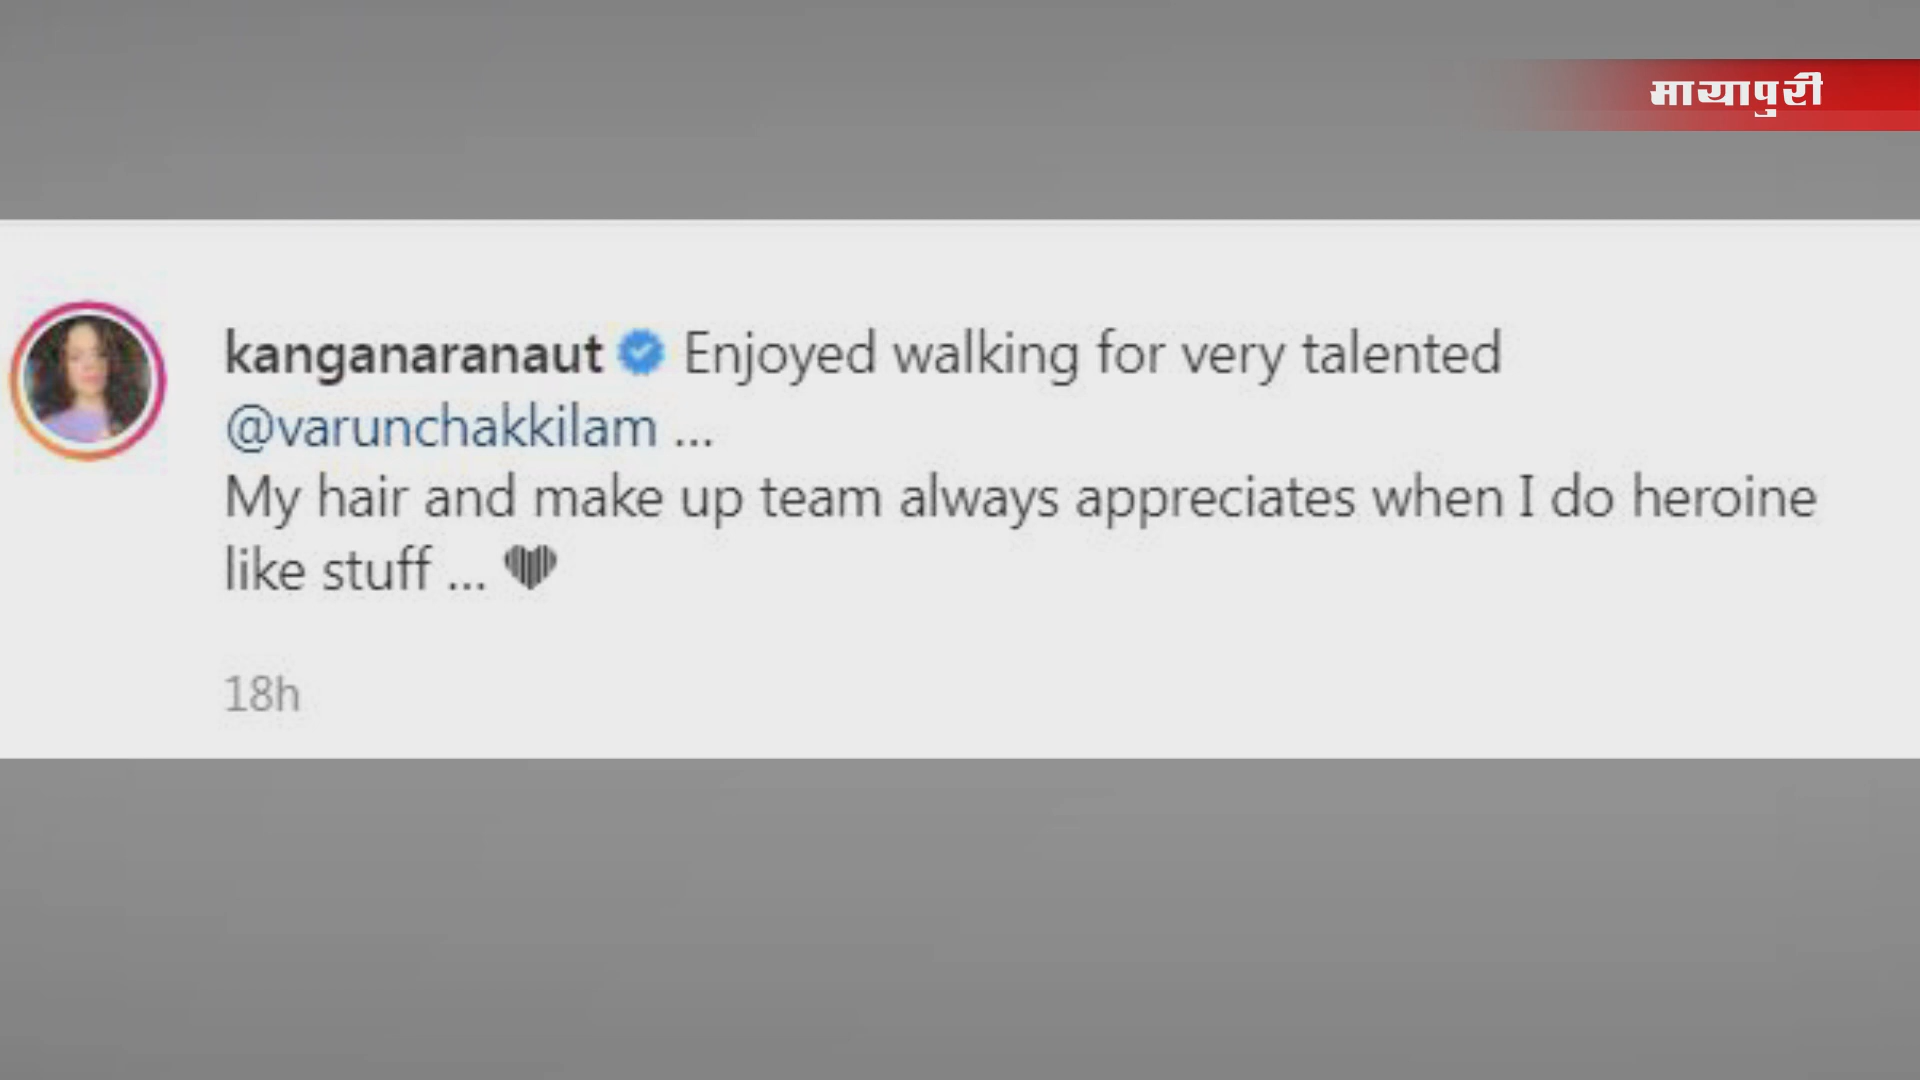 मायापुरी
kanganaranaut Enjoyed walking for very talented
@varunchakkilam ...
My hair and make up team always appreciates when I do heroine
like stuff ... 🖤
18h